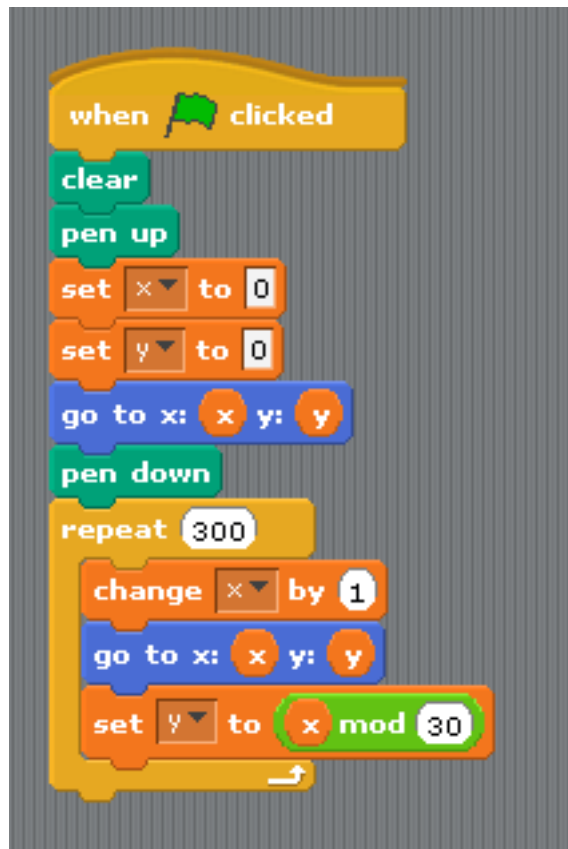 when clicked
clear
pen up
set x to 0
set y to 0
go to x: x y: y
pen down
repeat 300
change x by 1
go to x: x y: y
set y to x mod 30